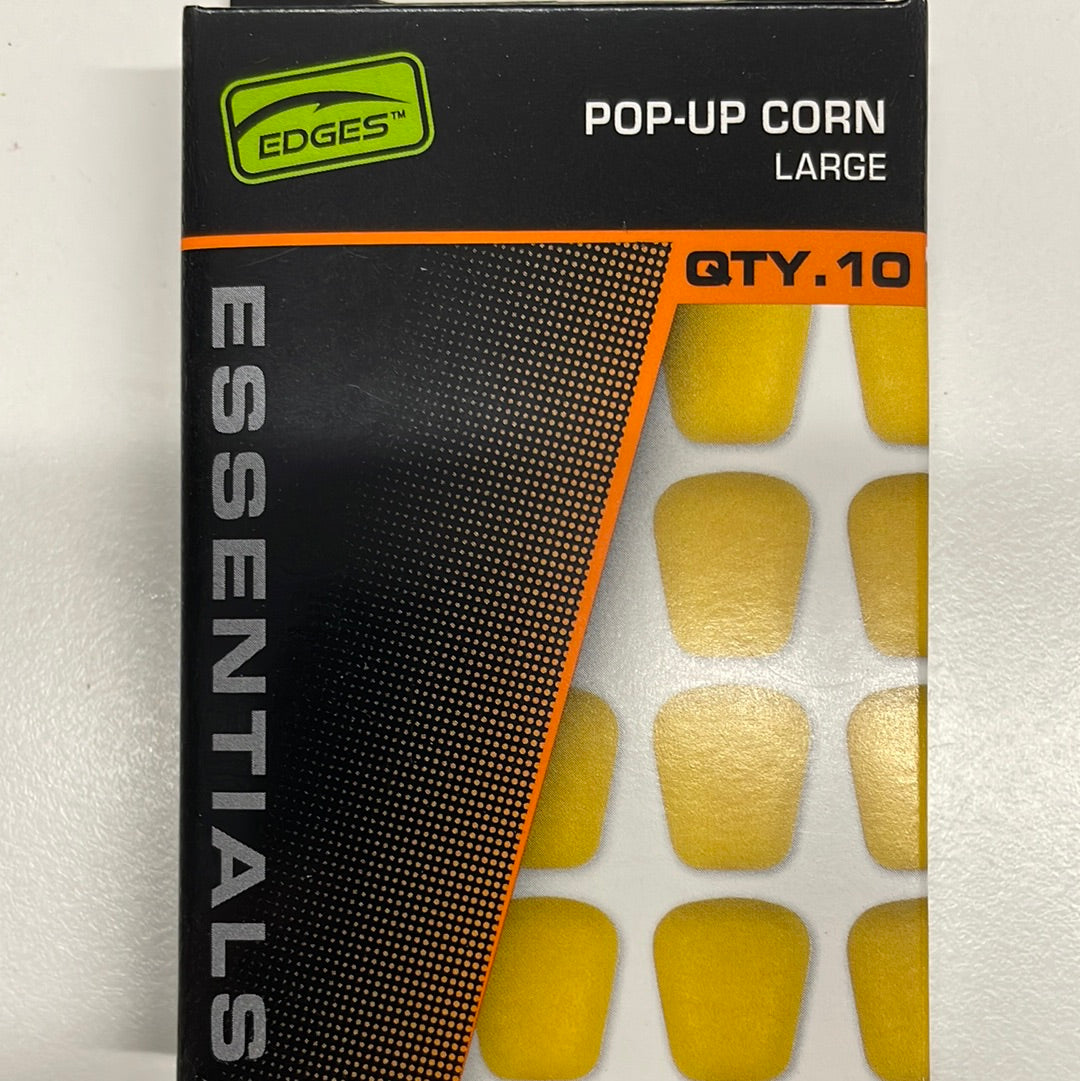 EDGES™
POP-UP CORN
LARGE
QTY.10
ESSENTIALS